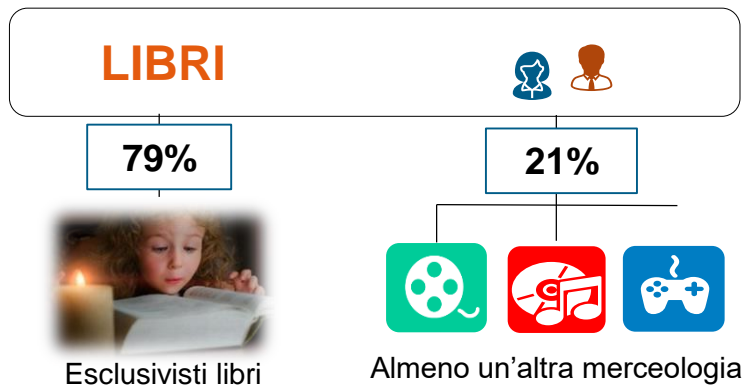 LIBRI
79%
21%
Esclusivisti libri
Almeno un'altra merceologia